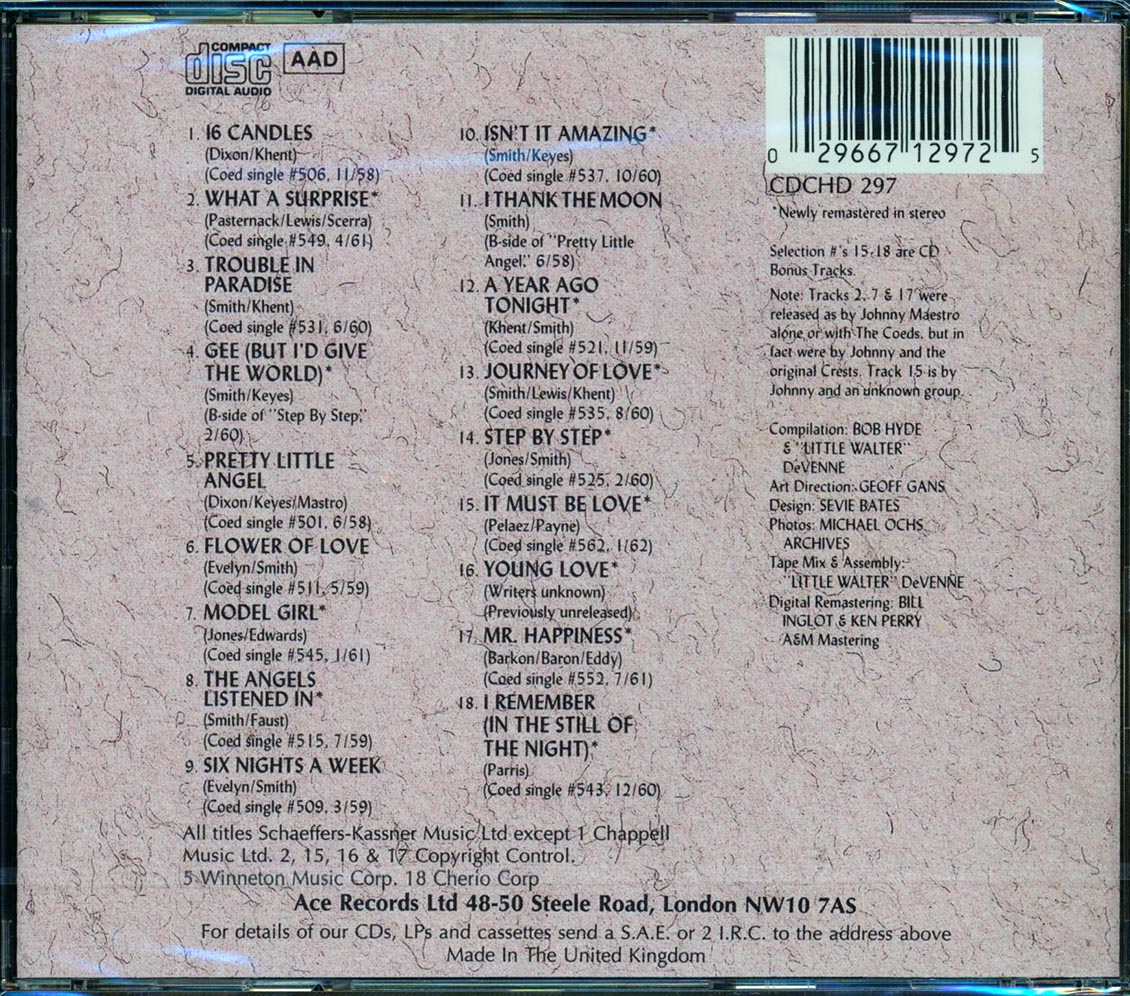 COMPACT
disc
DIGITAL AUDIO
AAD
1. 16 CANDLES
(Dixon/Khent)
(Coed single #506, 11/58)
2. WHAT A SURPRISE*
(Pasternack/Lewis/Scerra)
(Coed single #549, 4/61)
3. TROUBLE IN
PARADISE
(Smith/Khent)
(Coed single #531, 6/60)
4. GEE (BUT I'D GIVE
THE WORLD)*
(Smith/Keyes)
(B-side of "Step By Step,"
2/60)
5. PRETTY LITTLE
ANGEL
(Dixon/Keyes/Mastro)
(Coed single #501, 6/58)
6. FLOWER OF LOVE
(Evelyn/Smith)
(Coed single #511, 5/59)
7. MODEL GIRL*
(Jones/Edwards)
(Coed single #545, 1/61)
8. THE ANGELS
LISTENED IN*
(Smith/Faust)
(Coed single #515, 7/59)
9. SIX NIGHTS A WEEK
(Evelyn/Smith)
(Coed single #509, 3/59)
10. ISN'T IT AMAZING*
(Smith/Keyes)
(Coed single #537, 10/60)
11. I THANK THE MOON
(Smith)
(B-side of "Pretty Little
Angel," 6/58)
12. A YEAR AGO
TONIGHT*
(Khent/Smith)
(Coed single #521, 11/59)
13. JOURNEY OF LOVE*
(Smith/Lewis/Khent)
(Coed single #535, 8/60)
14. STEP BY STEP*
(Jones/Smith)
(Coed single #525, 2/60)
15. IT MUST BE LOVE*
(Pelaez/Payne)
(Coed single #562, 1/62)
16. YOUNG LOVE*
(Writers unknown)
(Previously unreleased)
17. MR. HAPPINESS*
(Barkon/Baron/Eddy)
(Coed single #552, 7/61)
18. I REMEMBER
(IN THE STILL OF
THE NIGHT)*
(Parris)
(Coed single #543, 12/60)
0 29667 12972 5
CDCHD 297
*Newly remastered in stereo
Selection #'s 15-18 are CD
Bonus Tracks.
Note: Tracks 2, 7 & 17 were
released as by Johnny Maestro
alone or with The Coeds, but in
fact were by Johnny and the
original Crests. Track 15 is by
Johnny and an unknown group.
Compilation: BOB HYDE
& "LITTLE WALTER"
DeVENNE
Art Direction: GEOFF GANS
Design: SEVIE BATES
Photos: MICHAEL OCHS
ARCHIVES
Tape Mix & Assembly:
"LITTLE WALTER" DeVENNE
Digital Remastering: BILL
INGLOT & KEN PERRY
A&M Mastering
All titles Schaeffers-Kassner Music Ltd except 1 Chappell
Music Ltd. 2, 15, 16 & 17 Copyright Control.
5 Winneton Music Corp. 18 Cherio Corp
Ace Records Ltd 48-50 Steele Road, London NW10 7AS
For details of our CDs, LPs and cassettes send a S.A.E. or 2 I.R.C. to the address above
Made In The United Kingdom